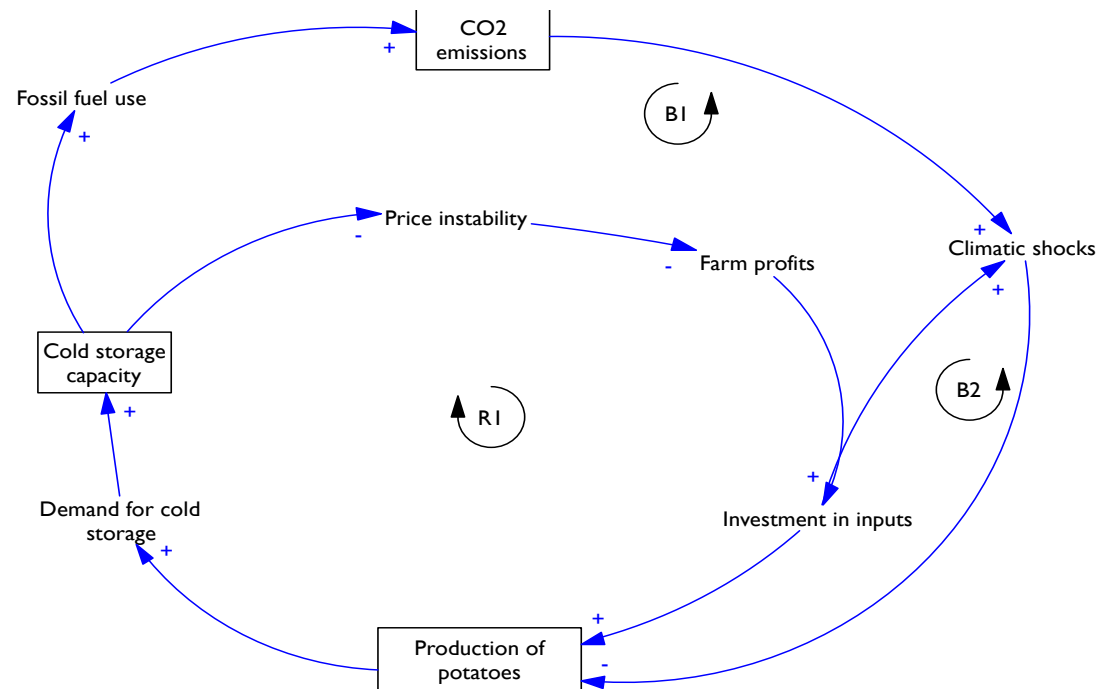 CO2
emissions
+
Fossil fuel use
+
B1
Price instability
-
+
Climatic shocks
-
Farm profits
+
Cold storage
capacity
B2
+
R1
+
Demand for cold
storage
+
Investment in inputs
+
Production of
potatoes
-